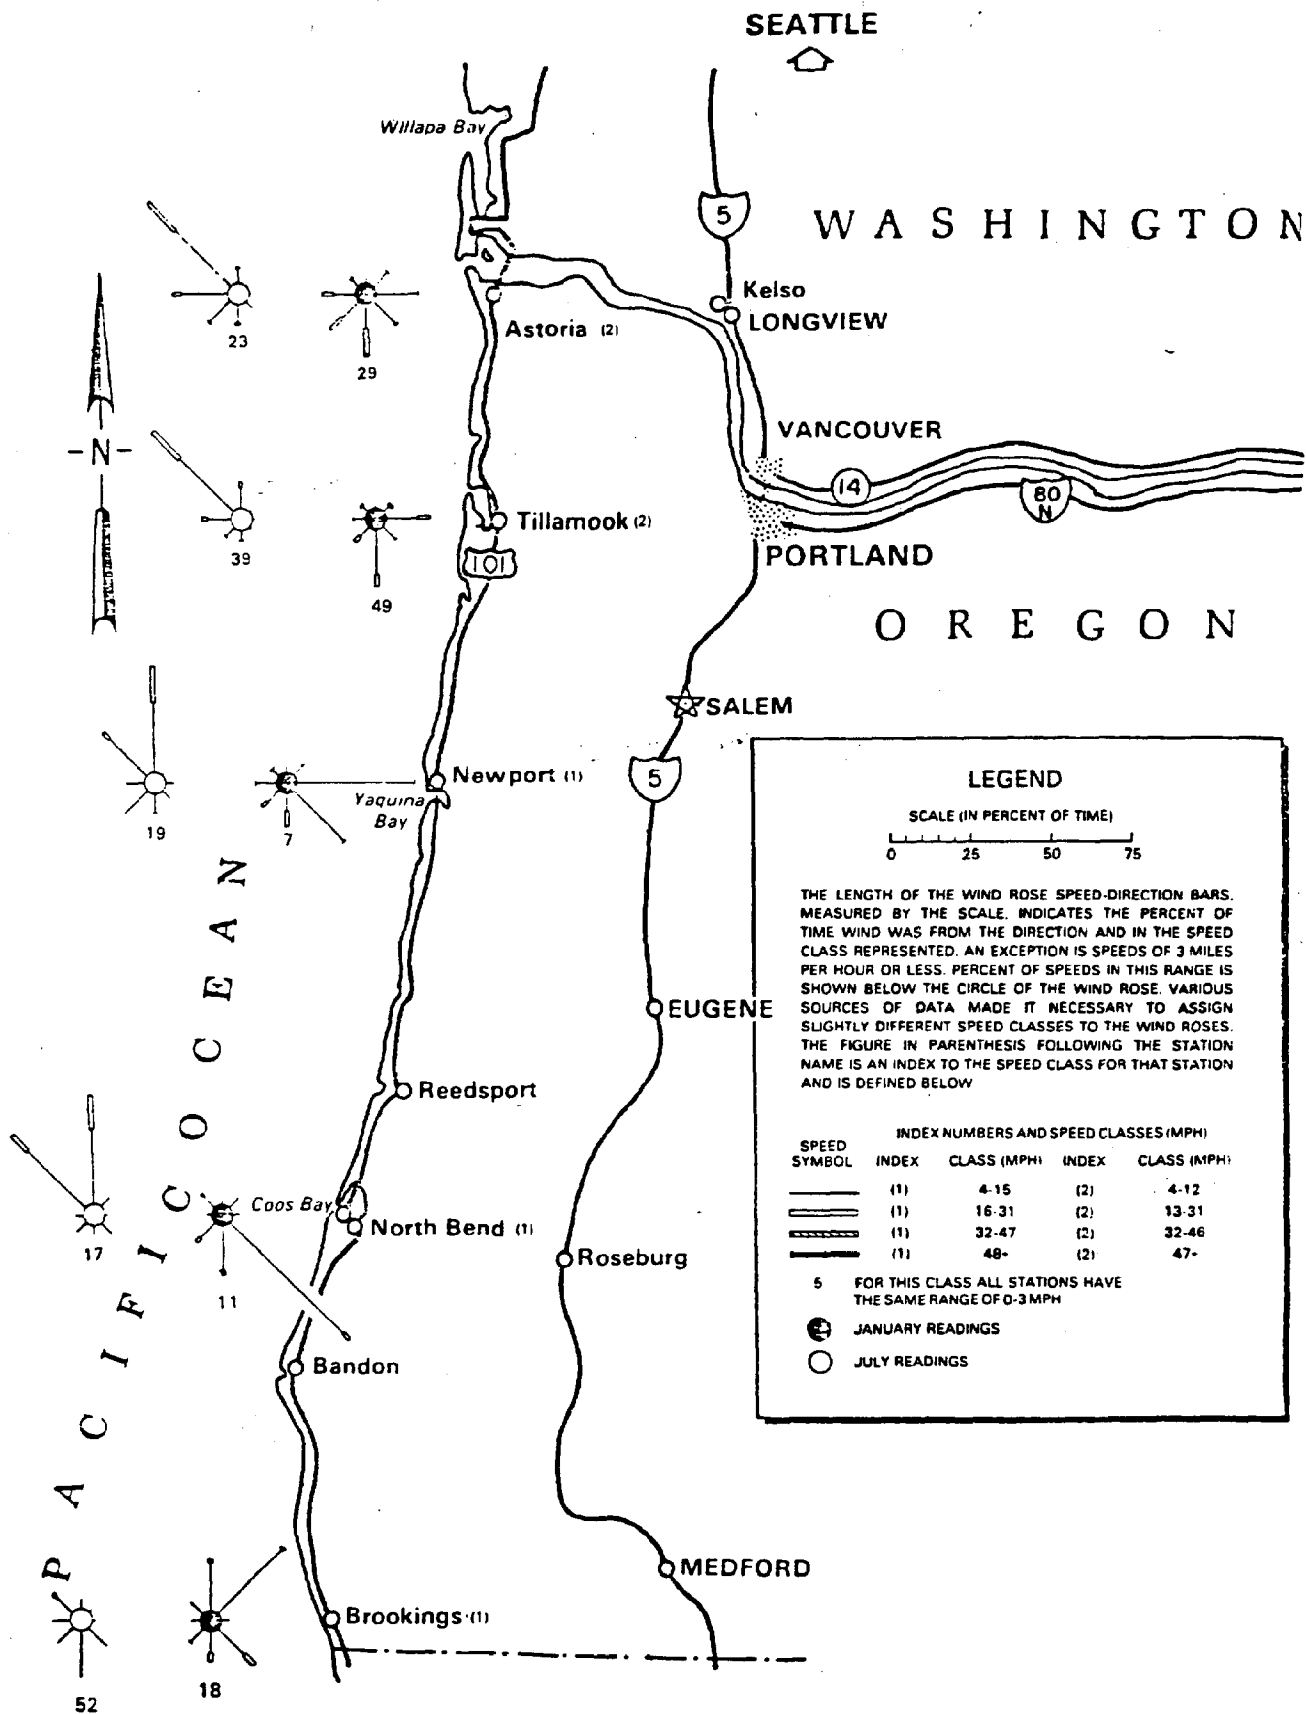 SEATTLE
Willapa Bay
5
WASHINGTON
Kelso
LONGVIEW
Astoria (2)
23
29
VANCOUVER
-N-
14
80
N
Tillamook (2)
39
49
101
PORTLAND
OREGON
SALEM
5
Newport (1)
Yaquina
Bay
19
7
PACIFIC OCEAN
EUGENE
Reedsport
Coos Bay
North Bend (1)
17
11
Roseburg
Bandon
MEDFORD
Brookings (1)
52
18
LEGEND
SCALE (IN PERCENT OF TIME)
0 25 50 75
THE LENGTH OF THE WIND ROSE SPEED-DIRECTION BARS.
MEASURED BY THE SCALE. INDICATES THE PERCENT OF
TIME WIND WAS FROM THE DIRECTION AND IN THE SPEED
CLASS REPRESENTED. AN EXCEPTION IS SPEEDS OF 3 MILES
PER HOUR OR LESS. PERCENT OF SPEEDS IN THIS RANGE IS
SHOWN BELOW THE CIRCLE OF THE WIND ROSE. VARIOUS
SOURCES OF DATA MADE IT NECESSARY TO ASSIGN
SLIGHTLY DIFFERENT SPEED CLASSES TO THE WIND ROSES.
THE FIGURE IN PARENTHESIS FOLLOWING THE STATION
NAME IS AN INDEX TO THE SPEED CLASS FOR THAT STATION
AND IS DEFINED BELOW
INDEX NUMBERS AND SPEED CLASSES (MPH)
SPEED
SYMBOL INDEX CLASS (MPH) INDEX CLASS (MPH)
(1) 4-15 (2) 4-12
(1) 16-31 (2) 13-31
(1) 32-47 (2) 32-46
(1) 48+ (2) 47+
5 FOR THIS CLASS ALL STATIONS HAVE
THE SAME RANGE OF 0-3 MPH
JANUARY READINGS
JULY READINGS